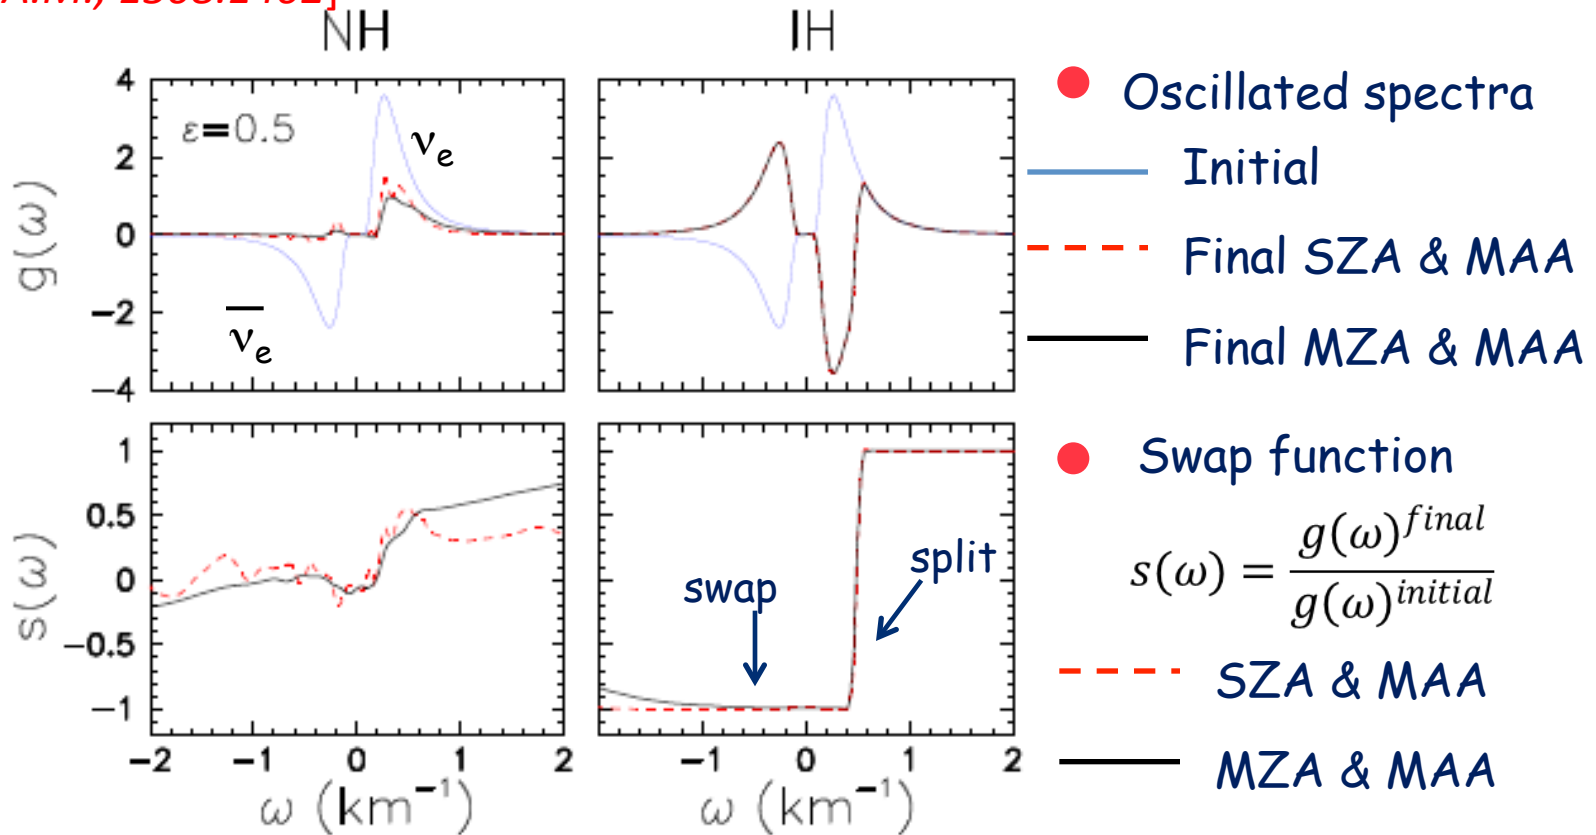 NH
IH
ε=0.5
νe
ν̅e
g(ω)
4
2
0
−2
−4
s(ω)
1
0.5
0
−0.5
−1
swap
split
−2 −1 0 1 2
−1 0 1 2
ω (km⁻¹)
ω (km⁻¹)
Oscillated spectra
Initial
Final SZA & MAA
Final MZA & MAA
Swap function
s(ω) = g(ω)^final / g(ω)^initial
SZA & MAA
MZA & MAA